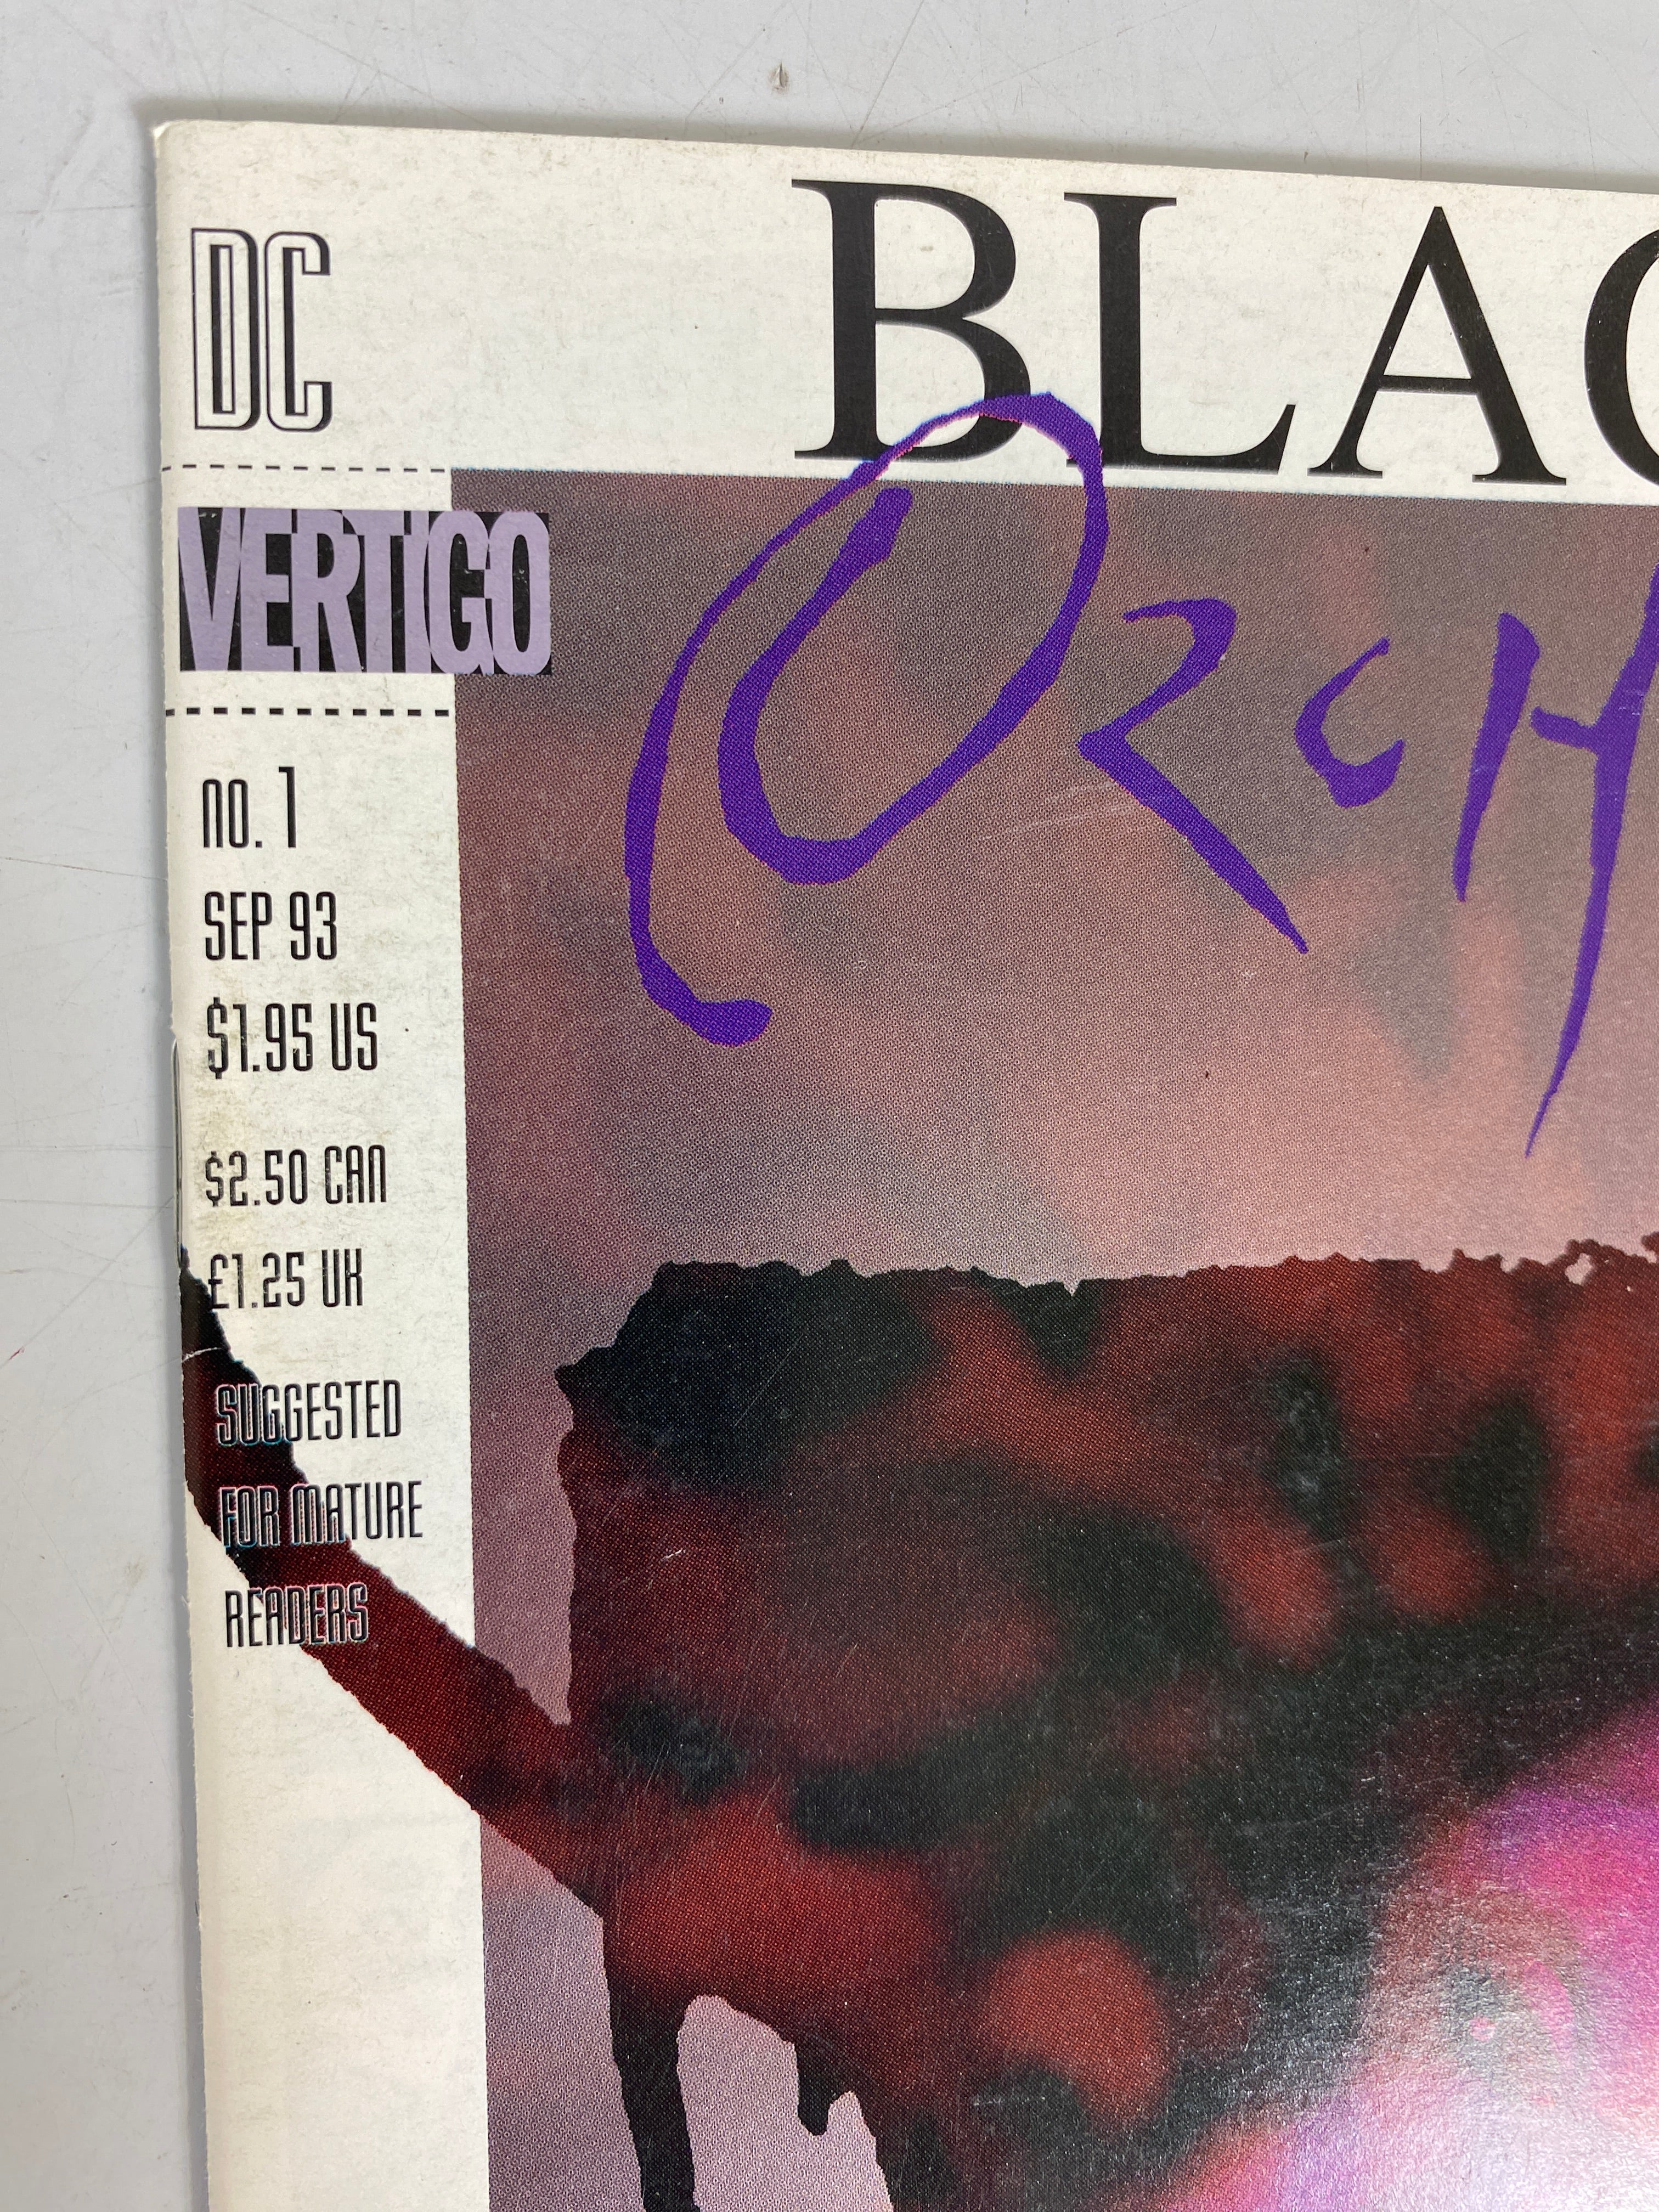 BLAC
ORCH
DC
VERTIGO
no. 1
SEP 93
$1.95 US
$2.50 CAN
£1.25 UK
SUGGESTED
FOR MATURE
READERS